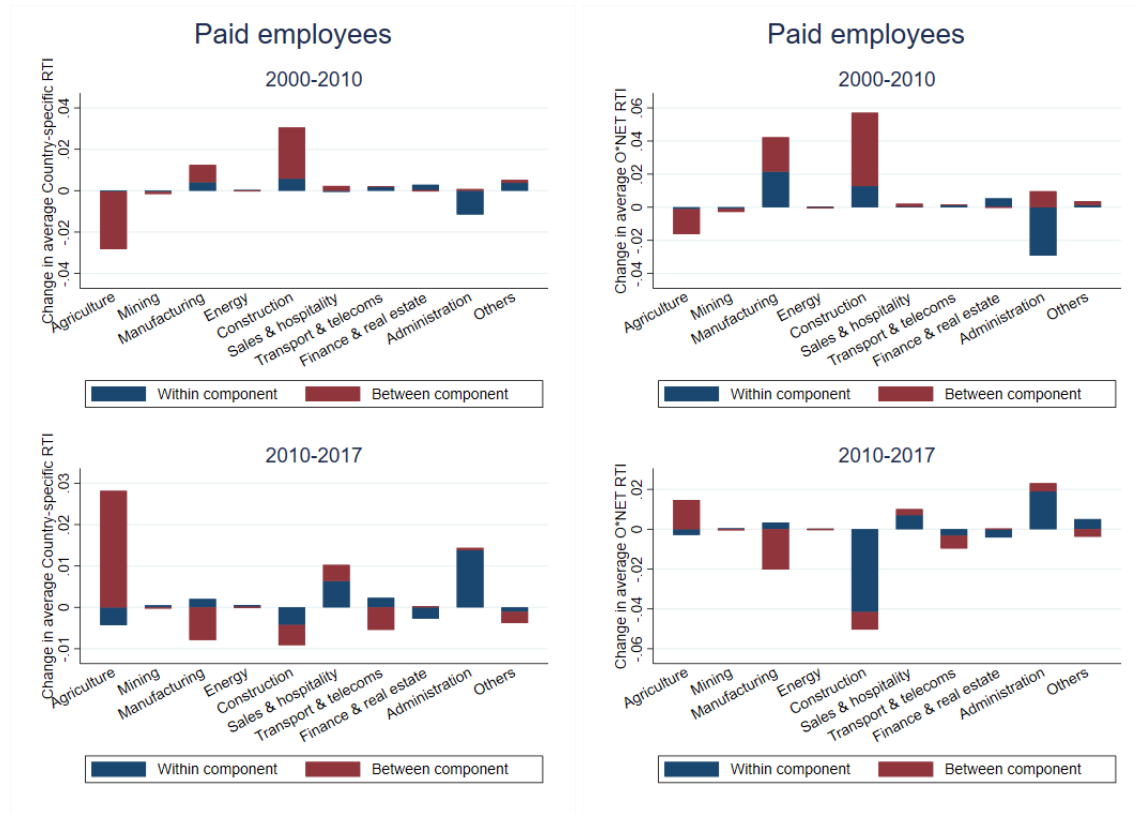 Paid employees
2000-2010
Change in average Country-specific RTI
.04
.02
0
-.02
-.04
Agriculture
Mining
Manufacturing
Energy
Construction
Sales & hospitality
Transport & telecoms
Finance & real estate
Administration
Others
Within component
Between component
2010-2017
Change in average Country-specific RTI
.03
.02
.01
0
-.01
Agriculture
Mining
Manufacturing
Energy
Construction
Sales & hospitality
Transport & telecoms
Finance & real estate
Administration
Others
Within component
Between component
Paid employees
2000-2010
Change in average O*NET RTI
.06
.04
.02
0
-.02
-.04
Agriculture
Mining
Manufacturing
Energy
Construction
Sales & hospitality
Transport & telecoms
Finance & real estate
Administration
Others
Within component
Between component
2010-2017
Change in average O*NET RTI
.02
0
-.02
-.04
-.06
Agriculture
Mining
Manufacturing
Energy
Construction
Sales & hospitality
Transport & telecoms
Finance & real estate
Administration
Others
Within component
Between component